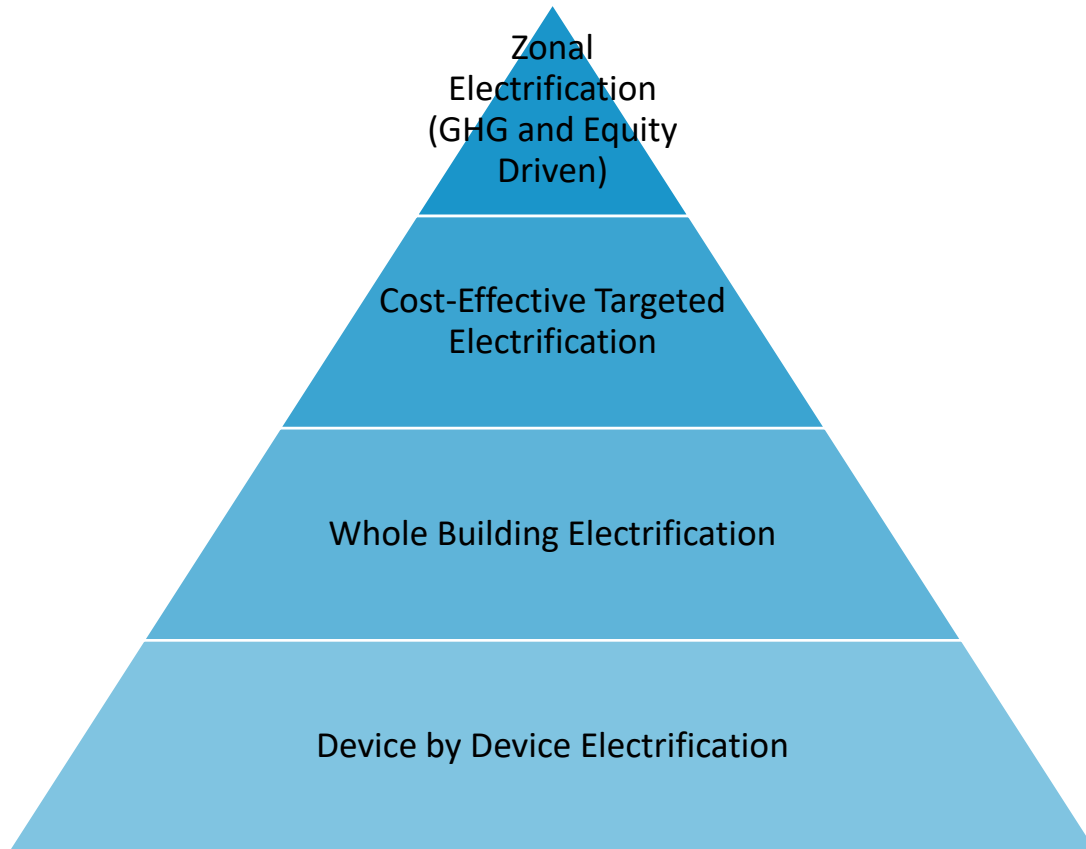 Zonal
Electrification
(GHG and Equity
Driven)
Cost-Effective Targeted
Electrification
Whole Building Electrification
Device by Device Electrification